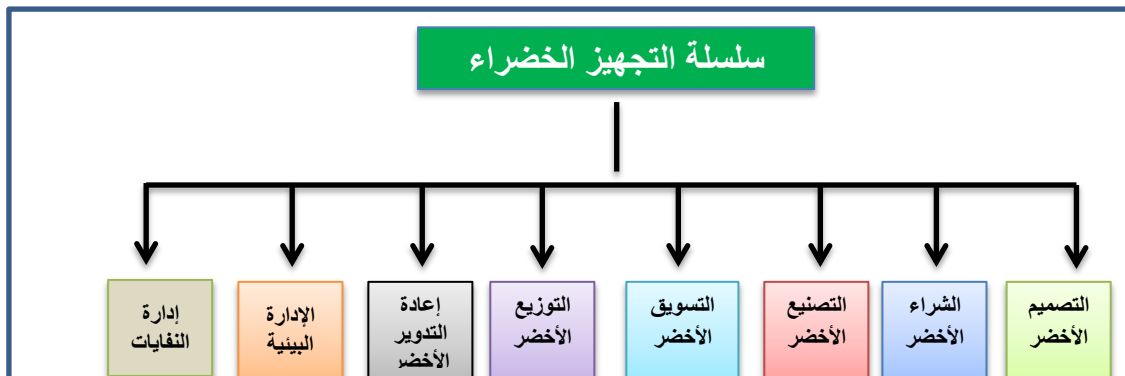 سلسلة التجهيز الخضراء
التصميم
الأخضر
الشراء
الأخضر
التصنيع
الأخضر
التسويق
الأخضر
التوزيع
الأخضر
إعادة
التدوير
الأخضر
الإدارة
البيئية
إدارة
النفايات